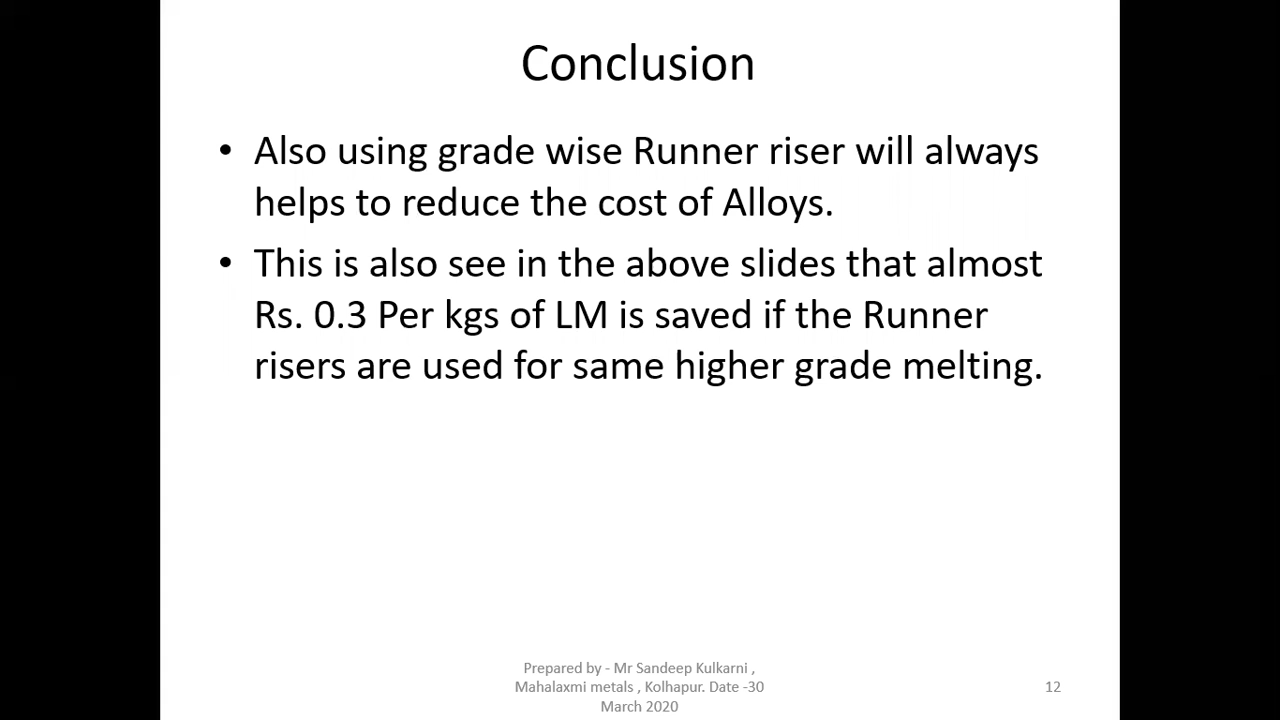 Conclusion
• Also using grade wise Runner riser will always
helps to reduce the cost of Alloys.
• This is also see in the above slides that almost
Rs. 0.3 Per kgs of LM is saved if the Runner
risers are used for same higher grade melting.
Prepared by - Mr Sandeep Kulkarni ,
Mahalaxmi metals , Kolhapur. Date -30
March 2020
12